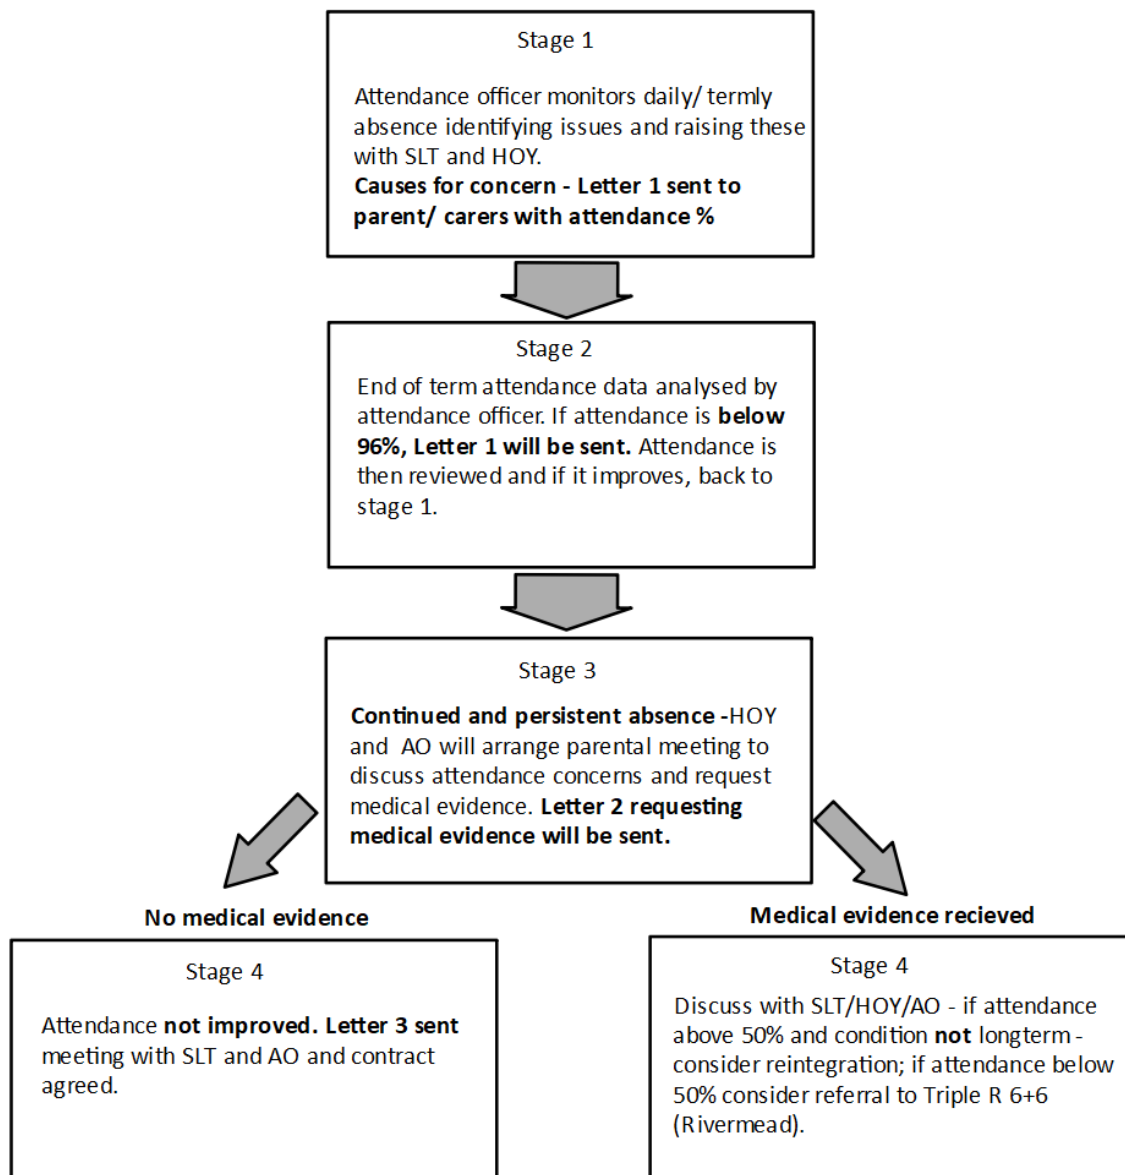 Stage 1
Attendance officer monitors daily/ termly
absence identifying issues and raising these
with SLT and HOY.
Causes for concern - Letter 1 sent to
parent/ carers with attendance %
Stage 2
End of term attendance data analysed by
attendance officer. If attendance is below
96%, Letter 1 will be sent. Attendance is
then reviewed and if it improves, back to
stage 1.
Stage 3
Continued and persistent absence -HOY
and  AO will arrange parental meeting to
discuss attendance concerns and request
medical evidence. Letter 2 requesting
medical evidence will be sent.
No medical evidence
Stage 4
Attendance not improved. Letter 3 sent
meeting with SLT and AO and contract
agreed.
Medical evidence recieved
Stage 4
Discuss with SLT/HOY/AO - if attendance
above 50% and condition not longterm -
consider reintegration; if attendance below
50% consider referral to Triple R 6+6
(Rivermead).